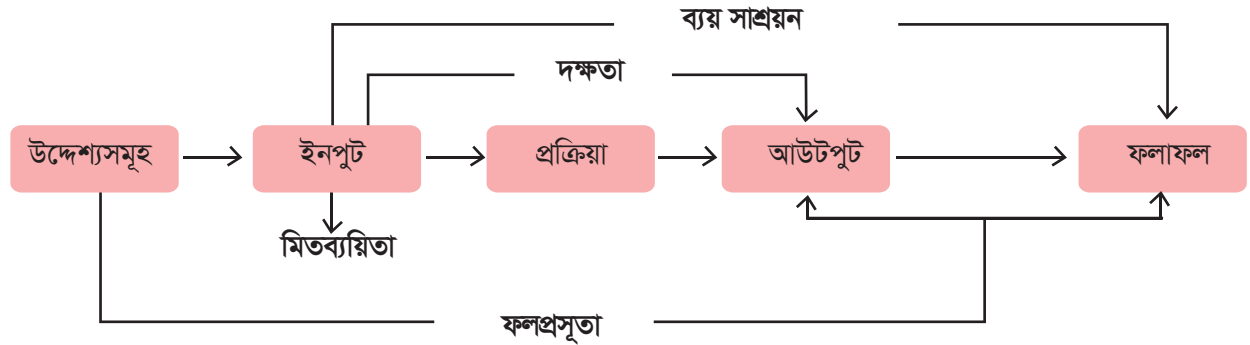 ব্যয় সাশ্রয়ন
দক্ষতা
উদ্দেশ্যসমূহ
ইনপুট
প্রক্রিয়া
আউটপুট
ফলাফল
মিতব্যয়িতা
ফলপ্রসূতা